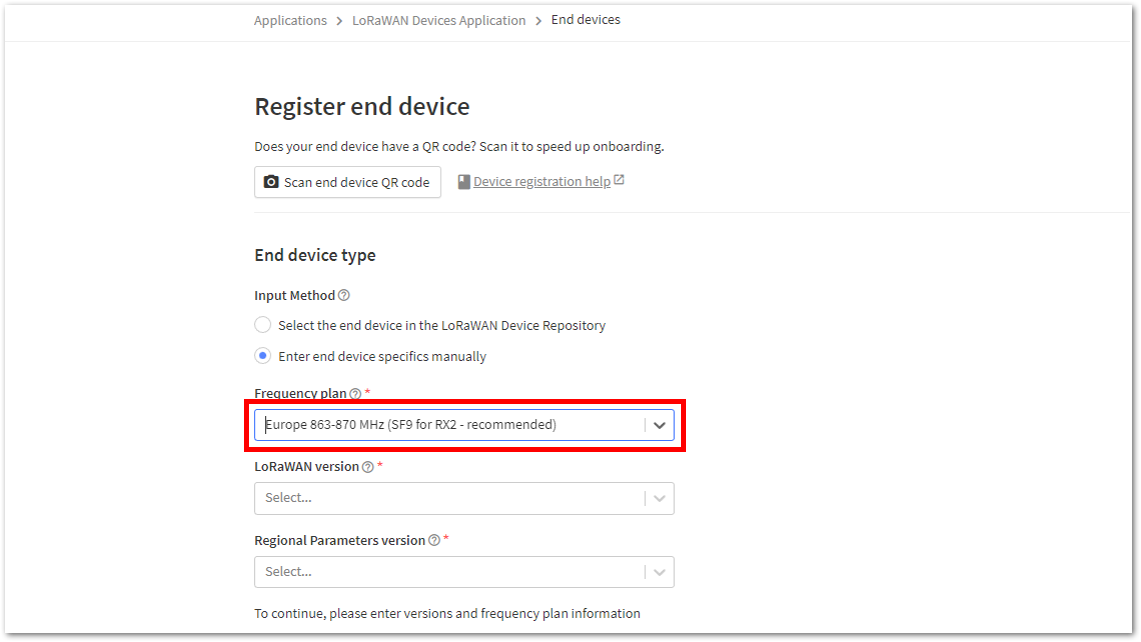 Applications > LoRaWAN Devices Application > End devices
Register end device
Does your end device have a QR code? Scan it to speed up onboarding.
Scan end device QR code Device registration help
End device type
Input Method
Select the end device in the LoRaWAN Device Repository
Enter end device specifics manually
Frequency plan *
Europe 863-870 MHz (SF9 for RX2 - recommended)
LoRaWAN version *
Select...
Regional Parameters version *
Select...
To continue, please enter versions and frequency plan information